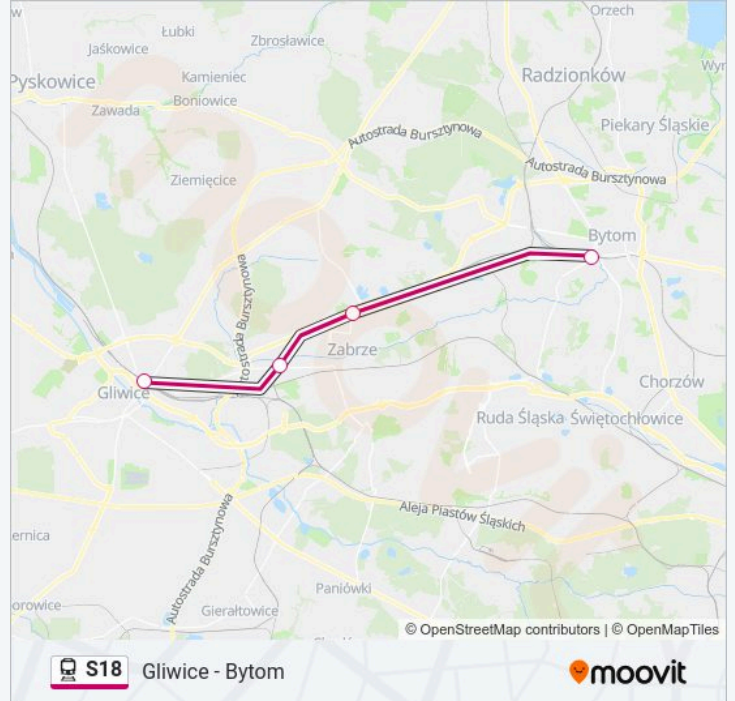 w
Łubki
Orzech
Jaśkowice
Zbrosławice
Pyskowice
Kamieniec
Radzionków
Wyr
Boniowice
Zawada
Piekary Śląskie
Autostrada Bursztynowa
Autostrada Bursztynowa
Ziemięcice
Bytom
Autostrada Bursztynowa
Zabrze
Gliwice
Chorzów
Ruda Śląska
Świętochłowice
Aleja Piastów Śląskich
Autostrada Bursztynowa
ernica
Paniówki
orowice
Gierałtowice
© OpenStreetMap contributors | © OpenMapTiles
S18 Gliwice - Bytom
moovit